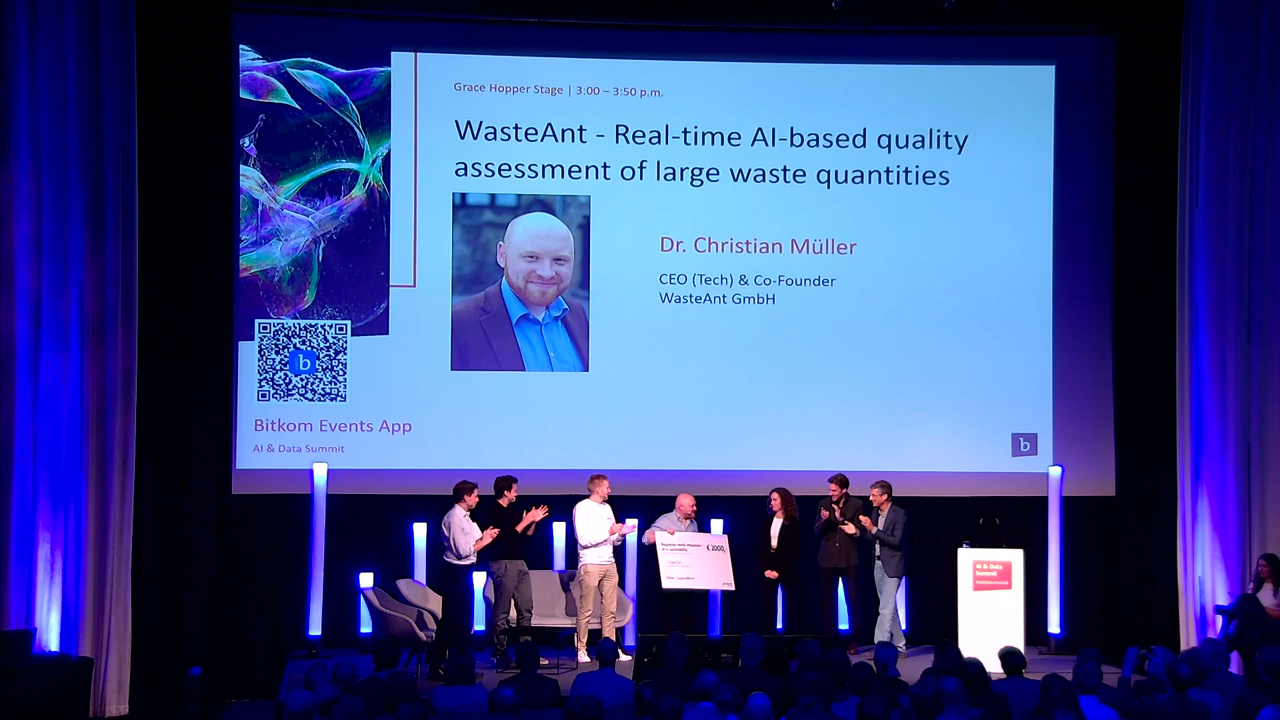 Grace Hopper Stage | 3:00 – 3:50 p.m.
WasteAnt - Real-time AI-based quality
assessment of large waste quantities
Dr. Christian Müller
CEO (Tech) & Co-Founder
WasteAnt GmbH
b
Bitkom Events App
AI & Data Summit
b
AI & Data
Summit